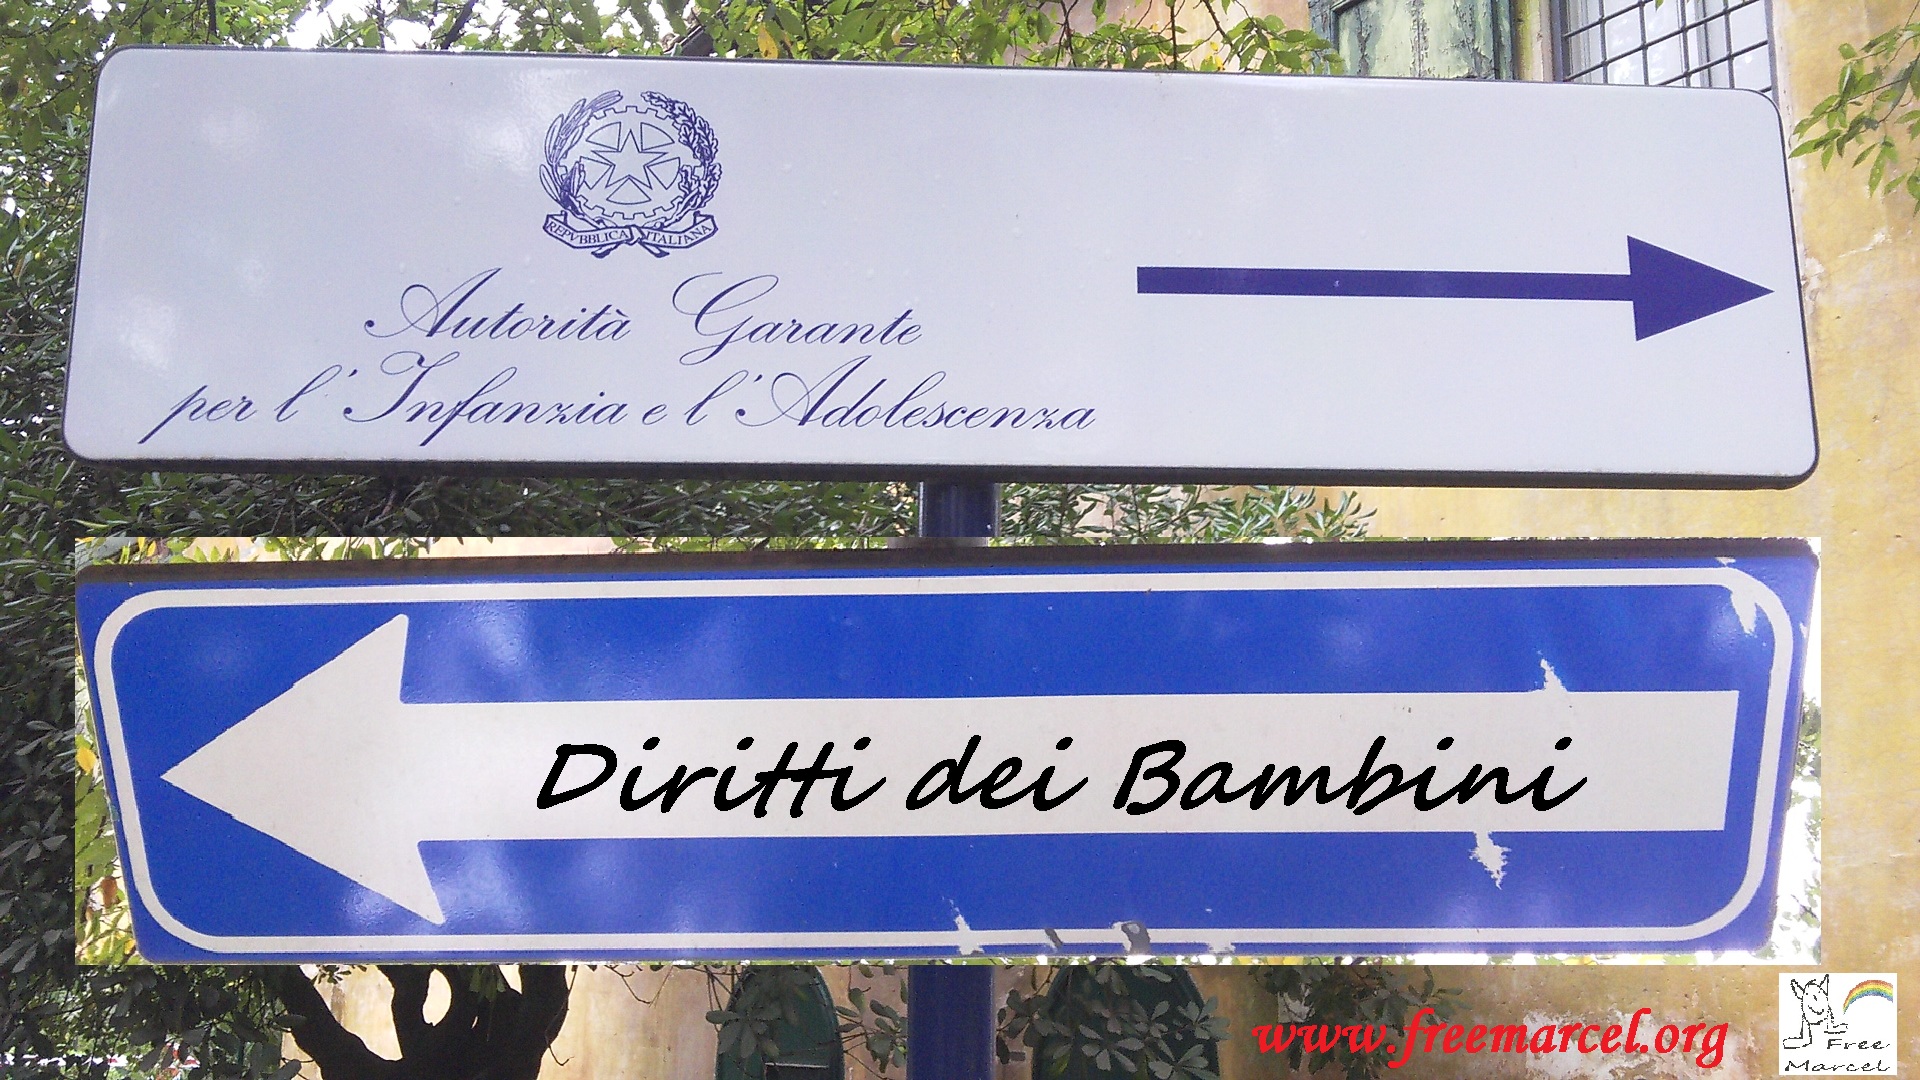 REPVBBLICA ITALIANA
Autorità Garante
per l'Infanzia e l'Adolescenza
Diritti dei Bambini
www.freemarcel.org
Free
Marcel